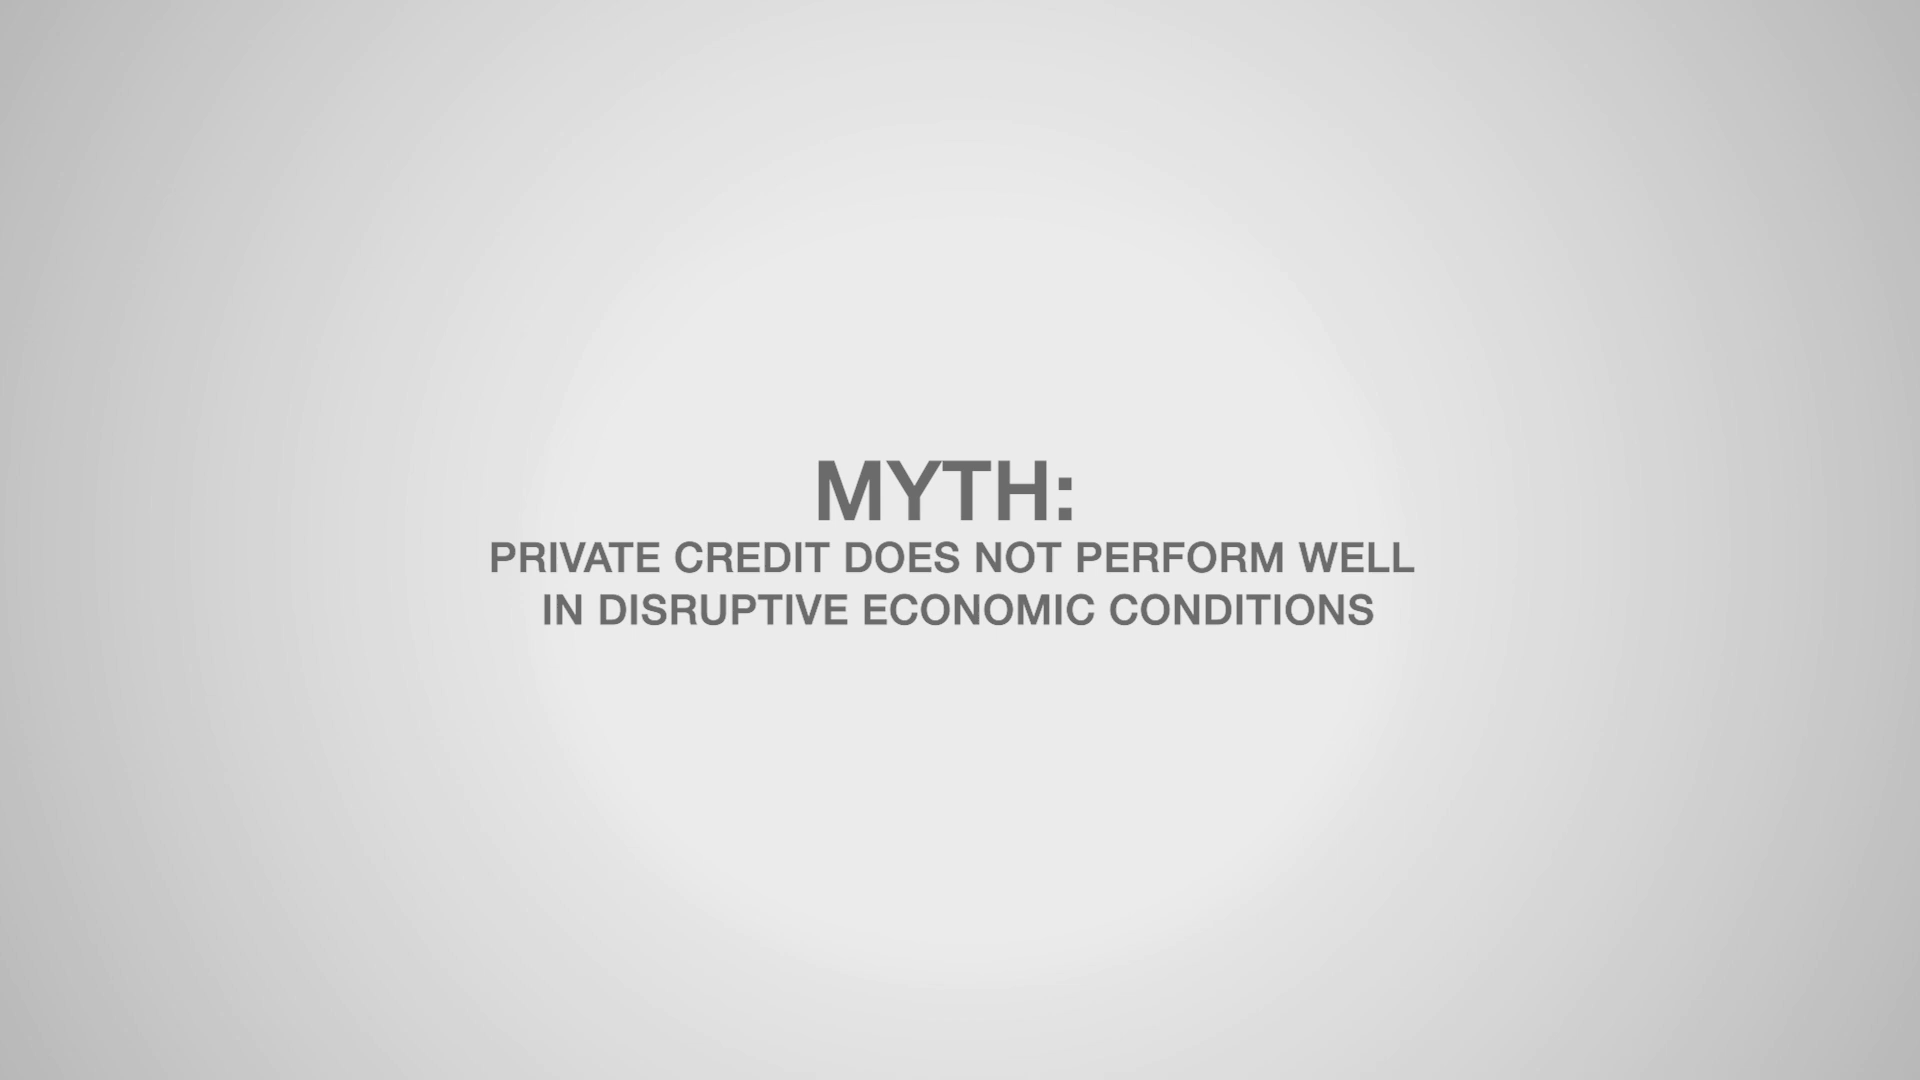 MYTH:
PRIVATE CREDIT DOES NOT PERFORM WELL
IN DISRUPTIVE ECONOMIC CONDITIONS